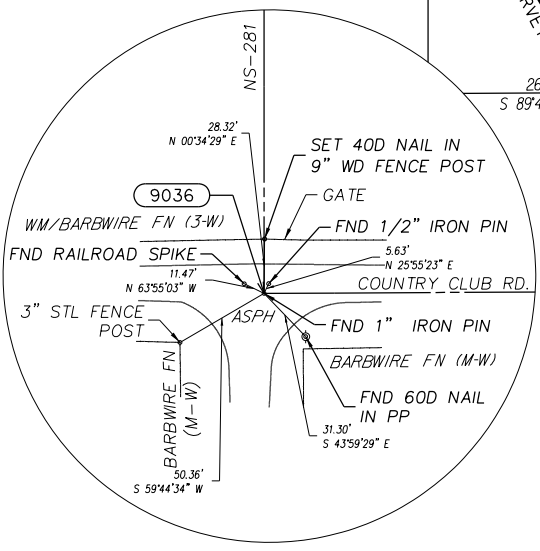 NS-281
28.32'
N 00°34'29" E
SET 40D NAIL IN
9" WD FENCE POST
9036
GATE
WM/BARBWIRE FN (3-W)
FND 1/2" IRON PIN
FND RAILROAD SPIKE
5.63'
N 25°55'23" E
11.47'
N 63°55'03" W
COUNTRY CLUB RD.
3" STL FENCE
POST
ASPH
FND 1" IRON PIN
BARBWIRE FN (M-W)
BARBWIRE FN
(M-W)
FND 60D NAIL
IN PP
31.30'
S 43°59'29" E
50.36'
S 59°44'34" W
26
S 89°4